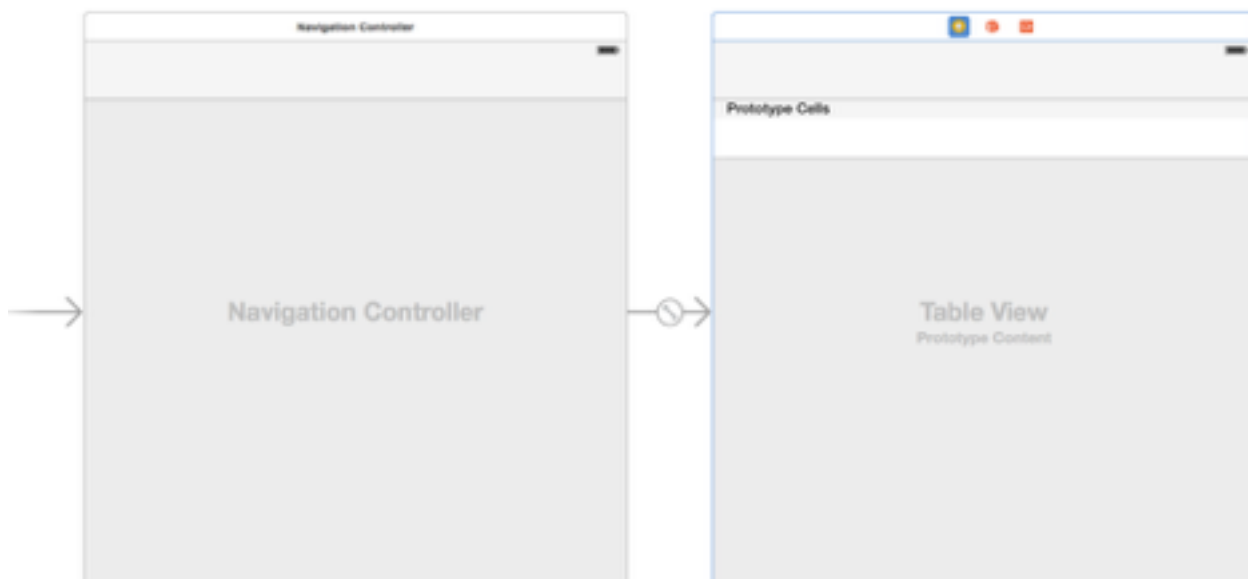 Navigation Controller
Prototype Cells
Navigation Controller
Table View
Prototype Content